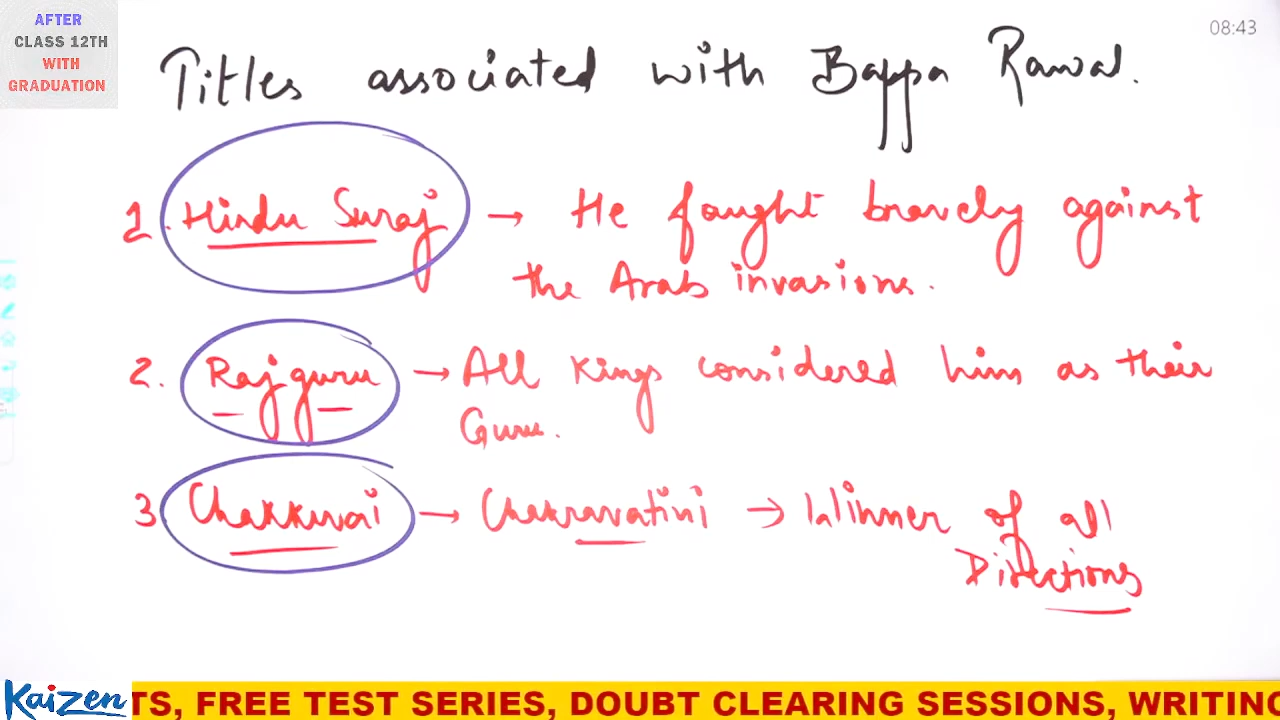 AFTER
CLASS 12TH
WITH
GRADUATION
08:43
Titles associated with Bappa Rawal.
1. Hindu Suraj → He fought bravely against
the Arab invasions.
2. Rajguru → All Kings considered him as their
Guru.
3 Chakkwai → Chakravatini → Winner of all
Directions
Kaizen TS, FREE TEST SERIES, DOUBT CLEARING SESSIONS, WRITING